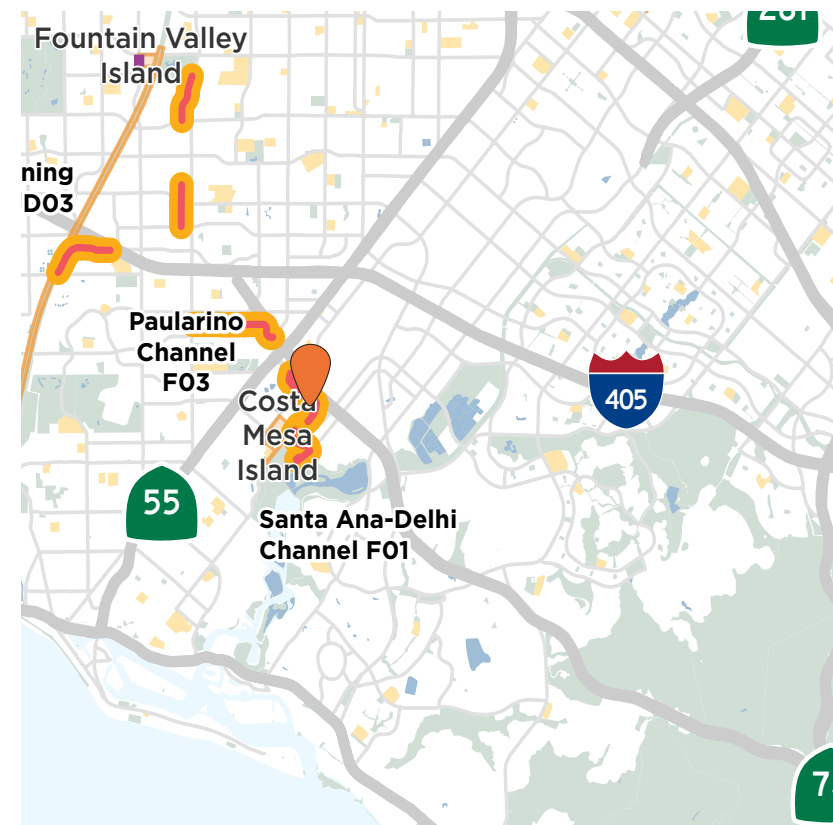 Fountain Valley
Island
ning
D03
Paularino
Channel
F03
Costa
Mesa
Island
405
55
Santa Ana-Delhi
Channel F01